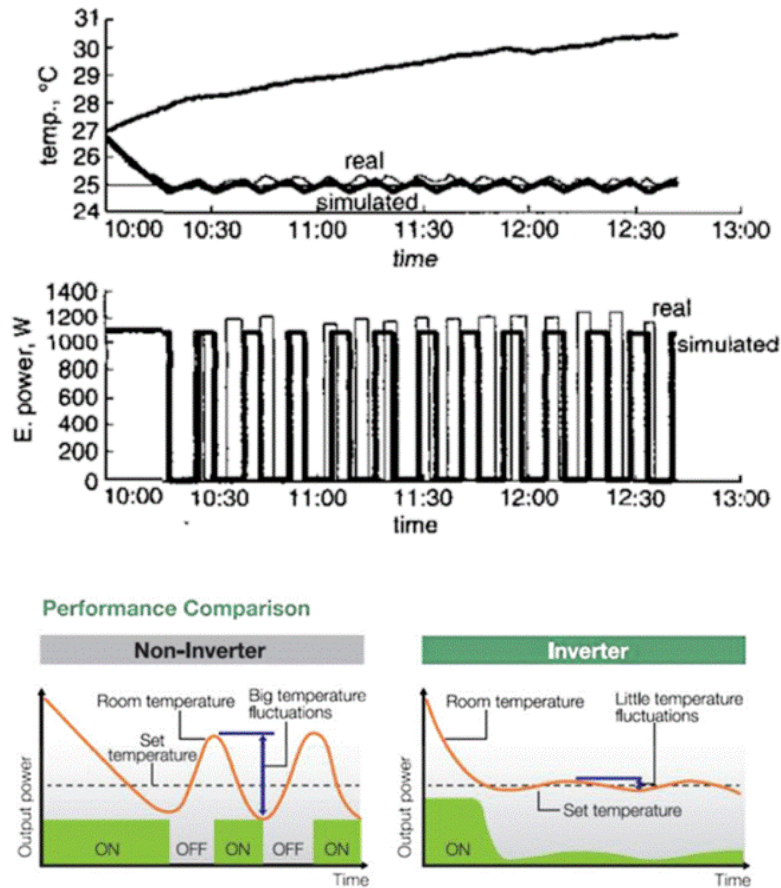 31
30
29
28
27
26
25
24
temp., °C
real
simulated
10:00 10:30 11:00 11:30 12:00 12:30 13:00
time
1400
1200
1000
800
600
400
200
0
E. power, W
real
simulated
10:00 10:30 11:00 11:30 12:00 12:30 13:00
time
Performance Comparison
Non-Inverter
Room temperature
Big temperature
fluctuations
Set
temperature
Output power
ON OFF ON OFF ON
Time
Inverter
Room temperature
Little temperature
fluctuations
Set temperature
Output power
ON
Time